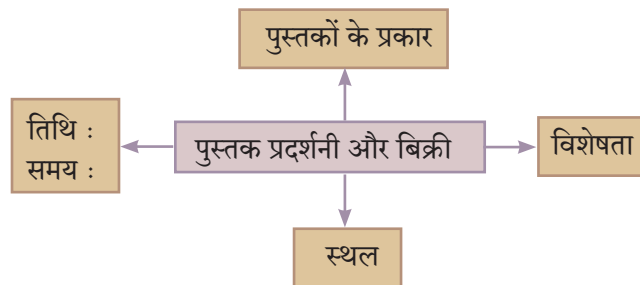 पुस्तकों के प्रकार
तिथि :
समय :
पुस्तक प्रदर्शनी और बिक्री
विशेषता
स्थल